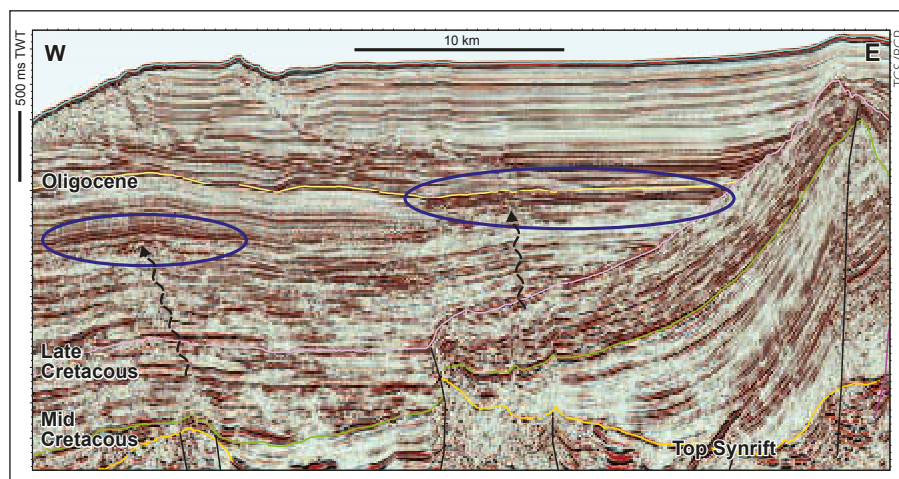 10 km
W
E
500 ms TWT
Oligocene
Late
Cretacous
Mid
Cretacous
Top Synrift